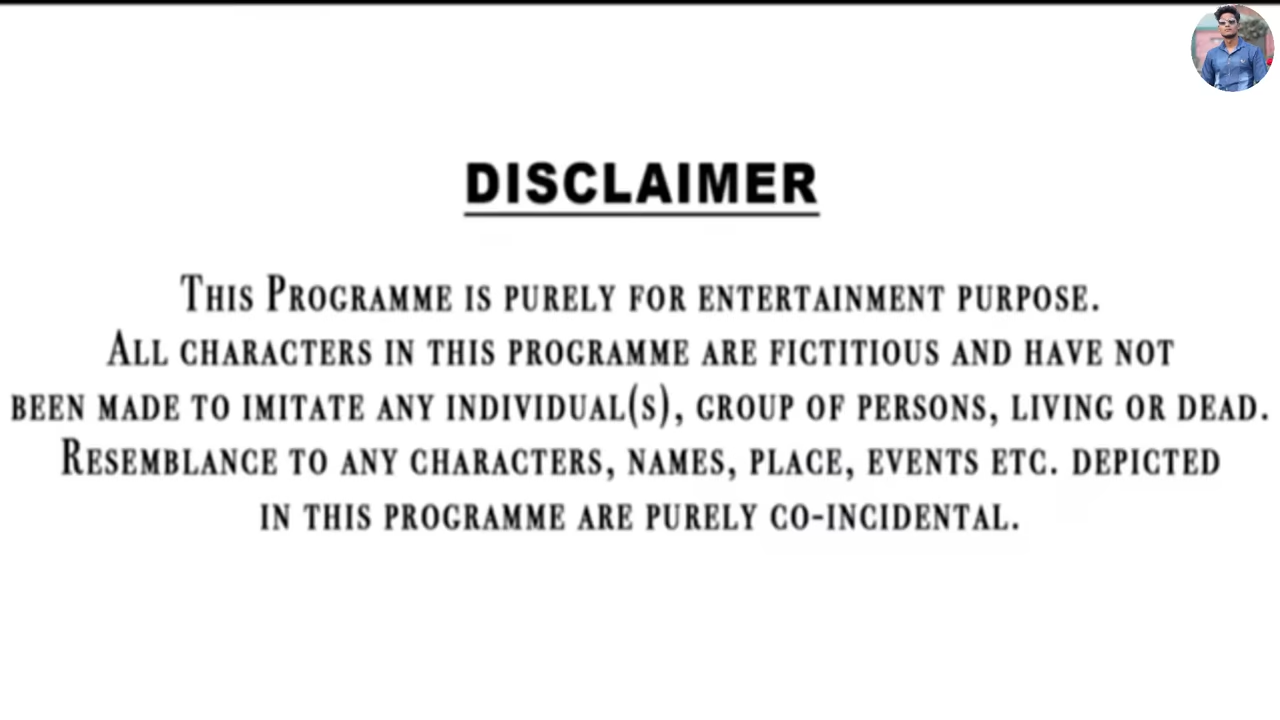 DISCLAIMER
THIS PROGRAMME IS PURELY FOR ENTERTAINMENT PURPOSE.
ALL CHARACTERS IN THIS PROGRAMME ARE FICTITIOUS AND HAVE NOT
BEEN MADE TO IMITATE ANY INDIVIDUAL(S), GROUP OF PERSONS, LIVING OR DEAD.
RESEMBLANCE TO ANY CHARACTERS, NAMES, PLACE, EVENTS ETC. DEPICTED
IN THIS PROGRAMME ARE PURELY CO-INCIDENTAL.